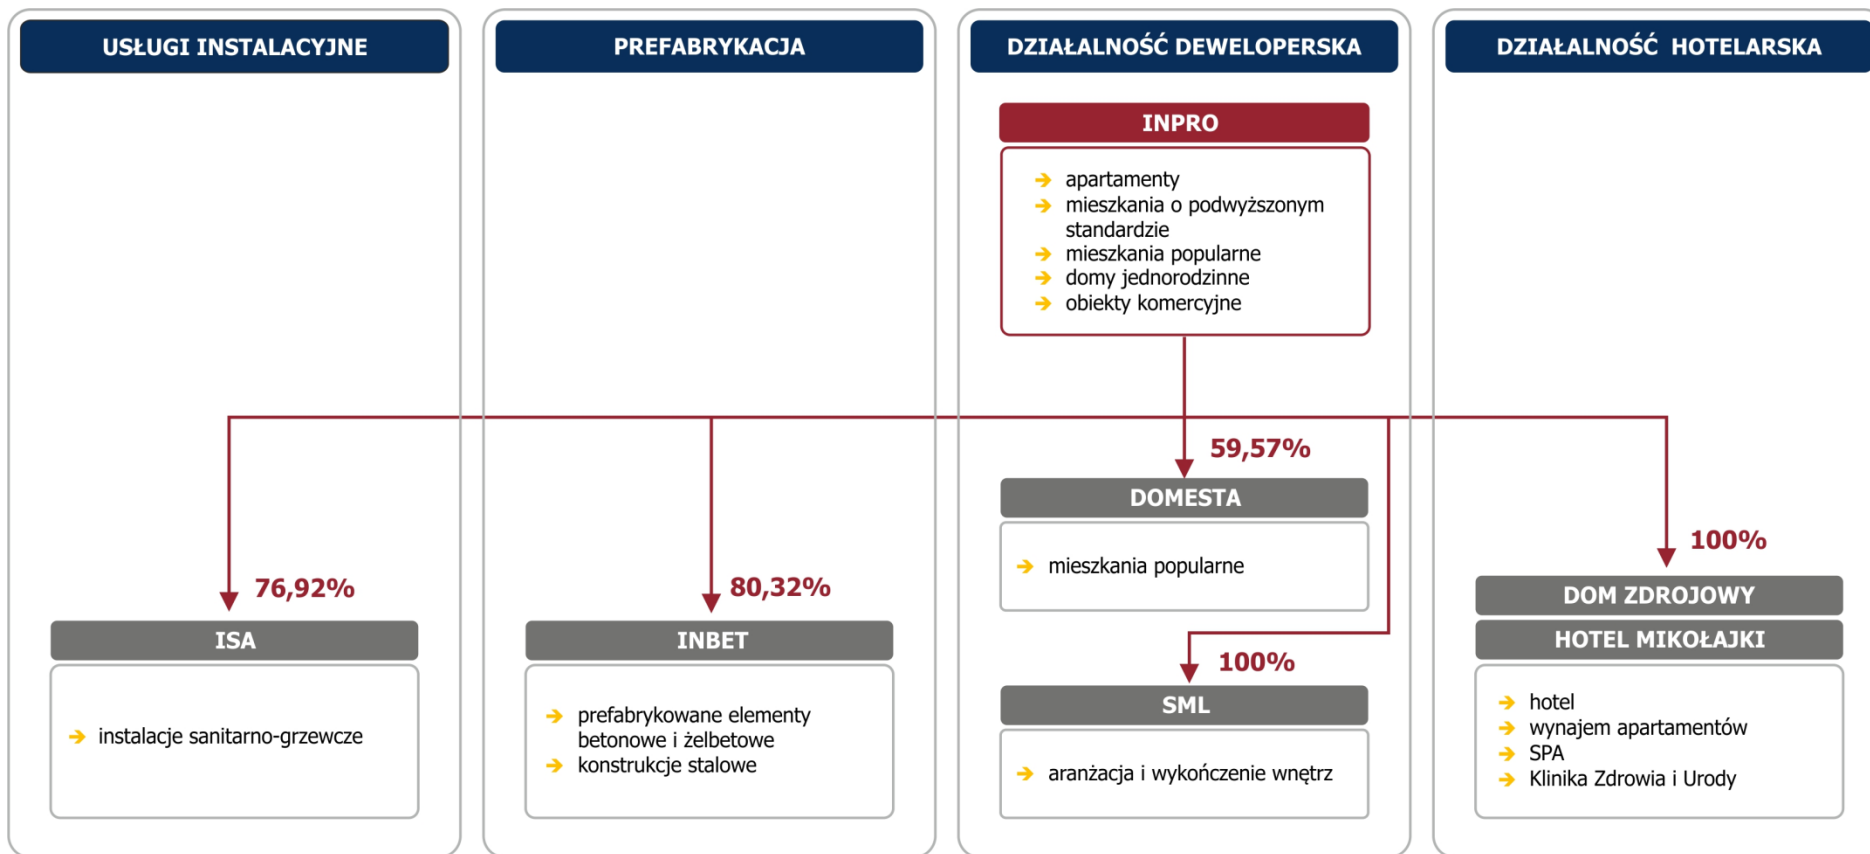 USŁUGI INSTALACYJNE
PREFABRYKACJA
DZIAŁALNOŚĆ DEWELOPERSKA
DZIAŁALNOŚĆ HOTELARSKA
INPRO
apartamenty
mieszkania o podwyższonym
standardzie
mieszkania popularne
domy jednorodzinne
obiekty komercyjne
76,92%
ISA
instalacje sanitarno-grzewcze
80,32%
INBET
prefabrykowane elementy
betonowe i żelbetowe
konstrukcje stalowe
59,57%
DOMESTA
mieszkania popularne
100%
SML
aranżacja i wykończenie wnętrz
100%
DOM ZDROJOWY
HOTEL MIKOŁAJKI
hotel
wynajem apartamentów
SPA
Klinika Zdrowia i Urody